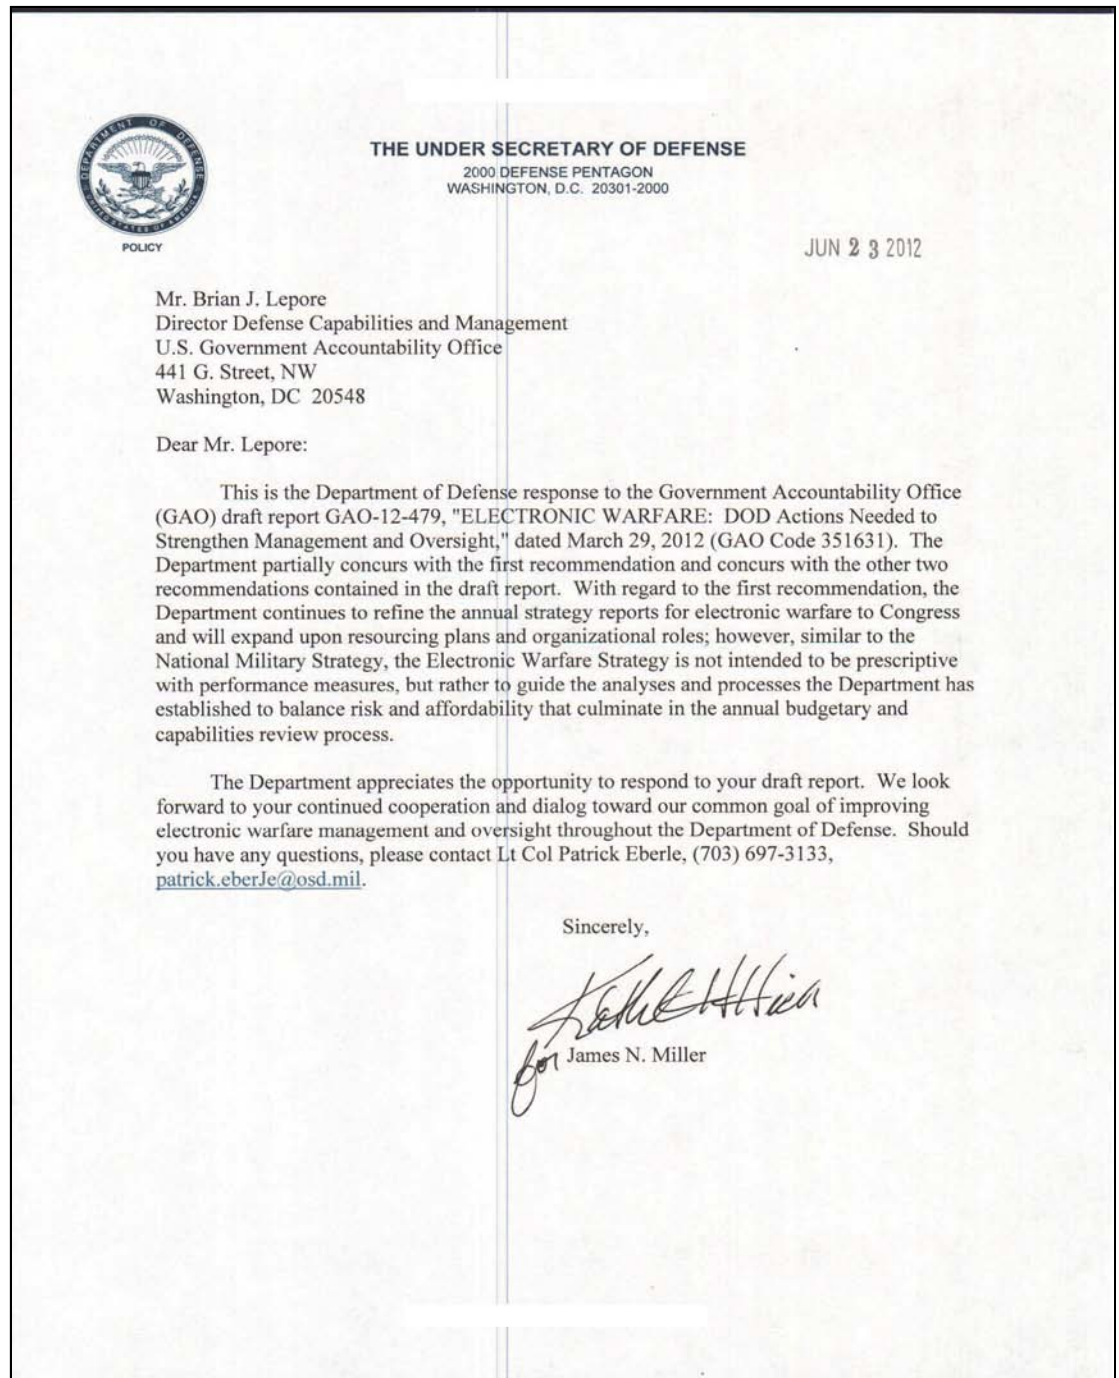 DEPARTMENT OF DEFENSE
UNITED STATES OF AMERICA
POLICY
THE UNDER SECRETARY OF DEFENSE
2000 DEFENSE PENTAGON
WASHINGTON, D.C. 20301-2000
JUN 2 3 2012
Mr. Brian J. Lepore
Director Defense Capabilities and Management
U.S. Government Accountability Office
441 G. Street, NW
Washington, DC 20548
Dear Mr. Lepore:
This is the Department of Defense response to the Government Accountability Office
(GAO) draft report GAO-12-479, "ELECTRONIC WARFARE: DOD Actions Needed to
Strengthen Management and Oversight," dated March 29, 2012 (GAO Code 351631). The
Department partially concurs with the first recommendation and concurs with the other two
recommendations contained in the draft report. With regard to the first recommendation, the
Department continues to refine the annual strategy reports for electronic warfare to Congress
and will expand upon resourcing plans and organizational roles; however, similar to the
National Military Strategy, the Electronic Warfare Strategy is not intended to be prescriptive
with performance measures, but rather to guide the analyses and processes the Department has
established to balance risk and affordability that culminate in the annual budgetary and
capabilities review process.
The Department appreciates the opportunity to respond to your draft report. We look
forward to your continued cooperation and dialog toward our common goal of improving
electronic warfare management and oversight throughout the Department of Defense. Should
you have any questions, please contact Lt Col Patrick Eberle, (703) 697-3133,
patrick.eberJe@osd.mil.
Sincerely,
for James N. Miller